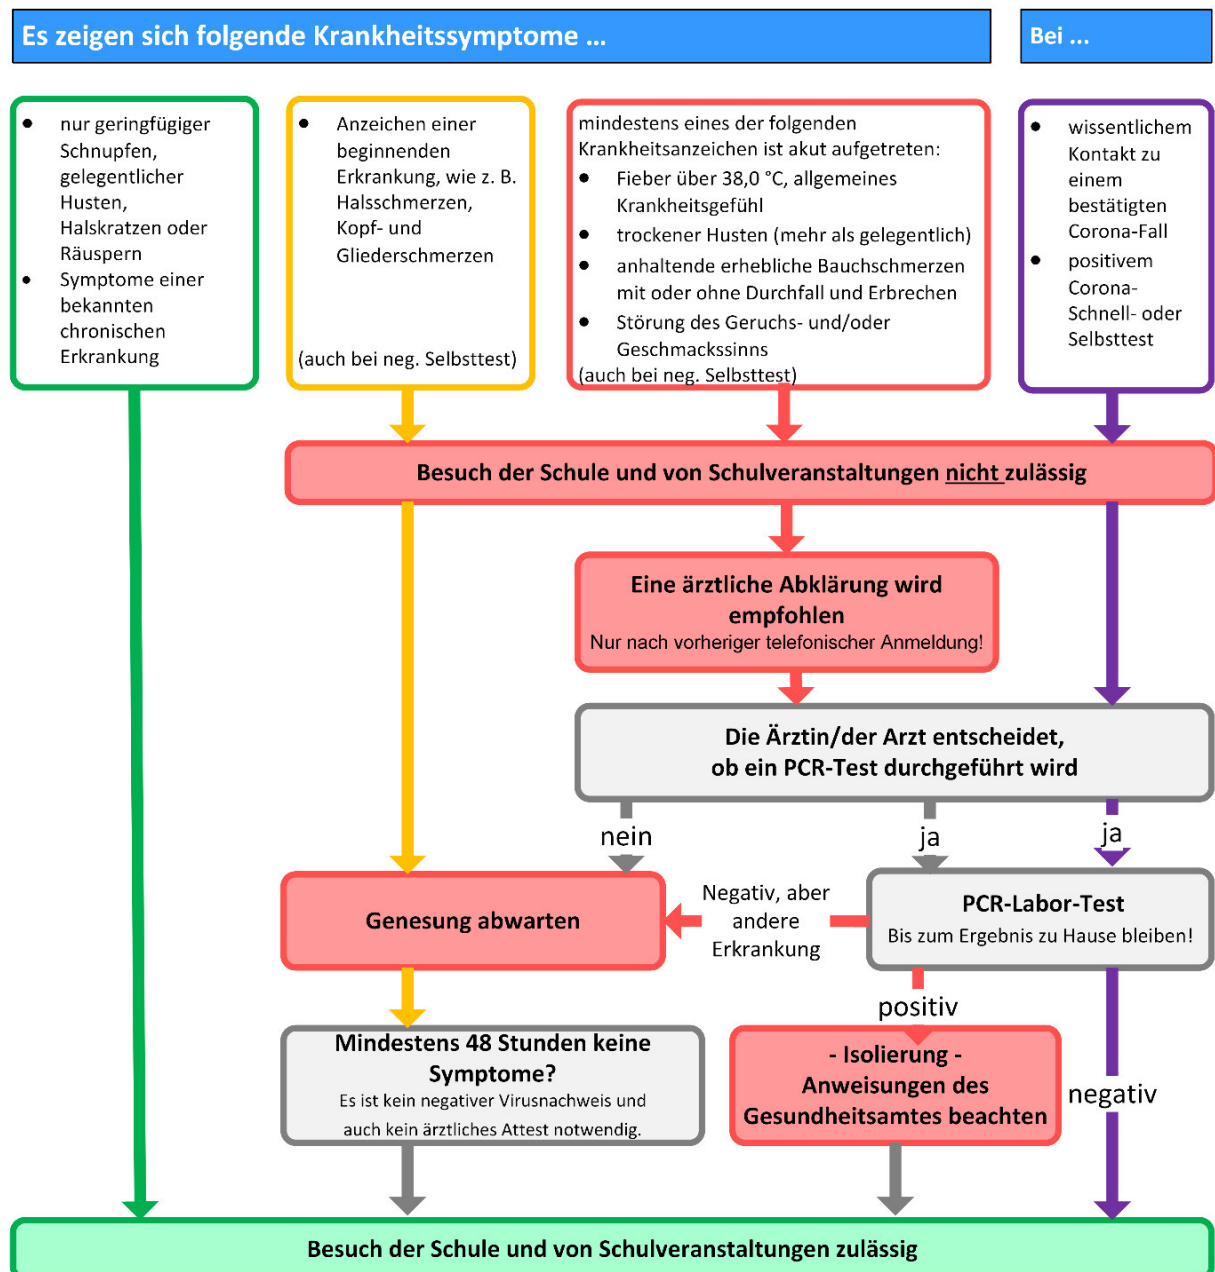 Es zeigen sich folgende Krankheitssymptome ...
Bei ...
● nur geringfügiger
Schnupfen,
gelegentlicher
Husten,
Halskratzen oder
Räuspern
● Symptome einer
bekannten
chronischen
Erkrankung
● Anzeichen einer
beginnenden
Erkrankung, wie z. B.
Halsschmerzen,
Kopf- und
Gliederschmerzen
(auch bei neg. Selbsttest)
mindestens eines der folgenden
Krankheitsanzeichen ist akut aufgetreten:
● Fieber über 38,0 °C, allgemeines
Krankheitsgefühl
● trockener Husten (mehr als gelegentlich)
● anhaltende erhebliche Bauchschmerzen
mit oder ohne Durchfall und Erbrechen
● Störung des Geruchs- und/oder
Geschmackssinns
(auch bei neg. Selbsttest)
● wissentlichem
Kontakt zu
einem
bestätigten
Corona-Fall
● positivem
Corona-
Schnell- oder
Selbsttest
Besuch der Schule und von Schulveranstaltungen nicht zulässig
Eine ärztliche Abklärung wird
empfohlen
Nur nach vorheriger telefonischer Anmeldung!
Die Ärztin/der Arzt entscheidet,
ob ein PCR-Test durchgeführt wird
nein
ja
ja
Genesung abwarten
Negativ, aber
andere
Erkrankung
PCR-Labor-Test
Bis zum Ergebnis zu Hause bleiben!
positiv
Mindestens 48 Stunden keine
Symptome?
Es ist kein negativer Virusnachweis und
auch kein ärztliches Attest notwendig.
- Isolierung -
Anweisungen des
Gesundheitsamtes beachten
negativ
Besuch der Schule und von Schulveranstaltungen zulässig